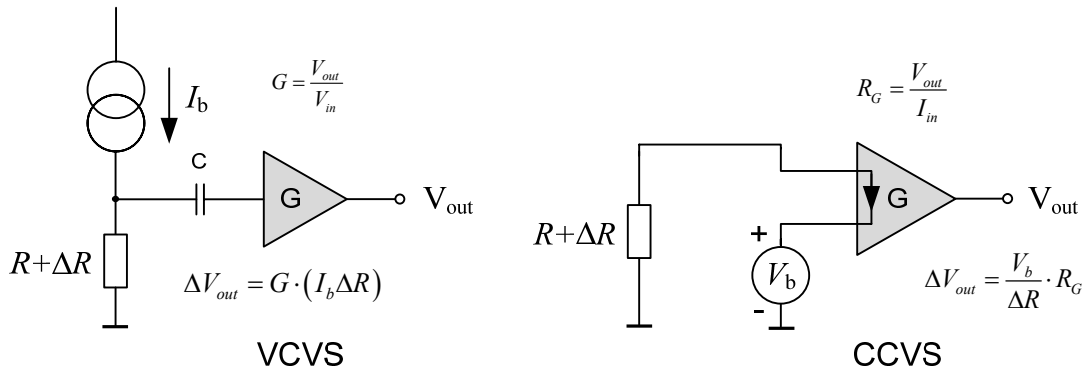 I_b
G = V_out / V_in
C
G
V_out
R+ΔR
ΔV_out = G·(I_bΔR)
VCVS
R_G = V_out / I_in
G
V_out
R+ΔR
+
V_b
-
ΔV_out = V_b / ΔR · R_G
CCVS